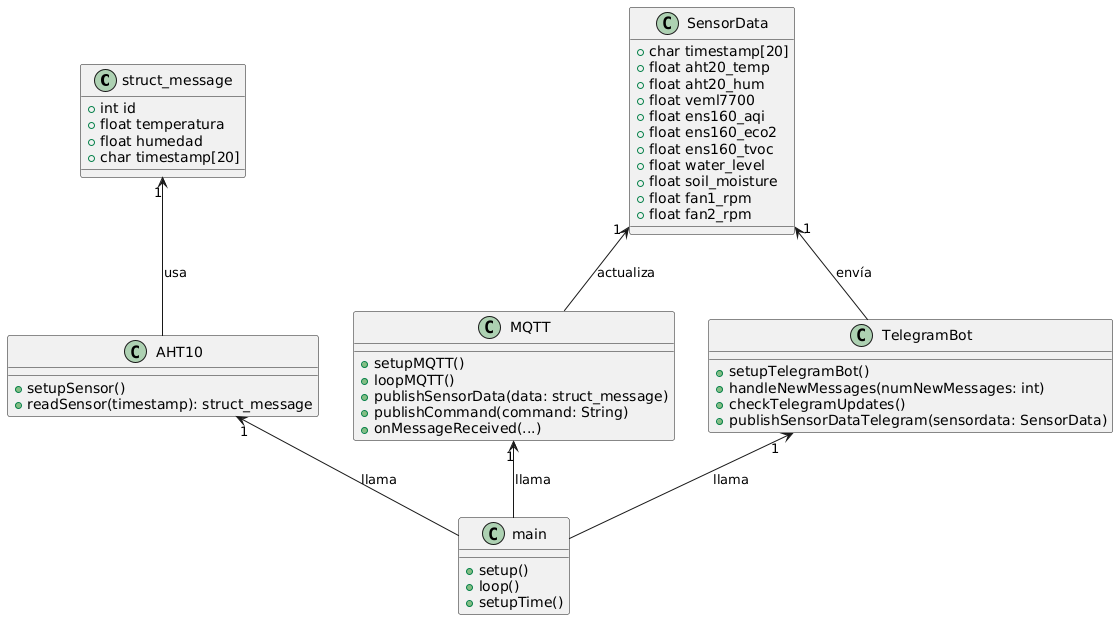 C struct_message
int id
float temperatura
float humedad
char timestamp[20]
C SensorData
char timestamp[20]
float aht20_temp
float aht20_hum
float veml7700
float ens160_aqi
float ens160_eco2
float ens160_tvoc
float water_level
float soil_moisture
float fan1_rpm
float fan2_rpm
1
usa
1
actualiza
1
envía
C AHT10
setupSensor()
readSensor(timestamp): struct_message
C MQTT
setupMQTT()
loopMQTT()
publishSensorData(data: struct_message)
publishCommand(command: String)
onMessageReceived(...)
C TelegramBot
setupTelegramBot()
handleNewMessages(numNewMessages: int)
checkTelegramUpdates()
publishSensorDataTelegram(sensordata: SensorData)
1
llama
1
llama
1
llama
C main
setup()
loop()
setupTime()